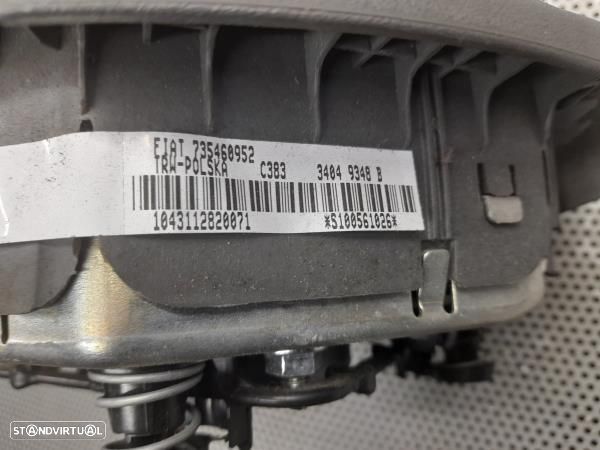 FIAT 735460952
TRW-POLSKA C383 3404 9348 B
1043112820071 *5100561026*
STANDVIRTUAL